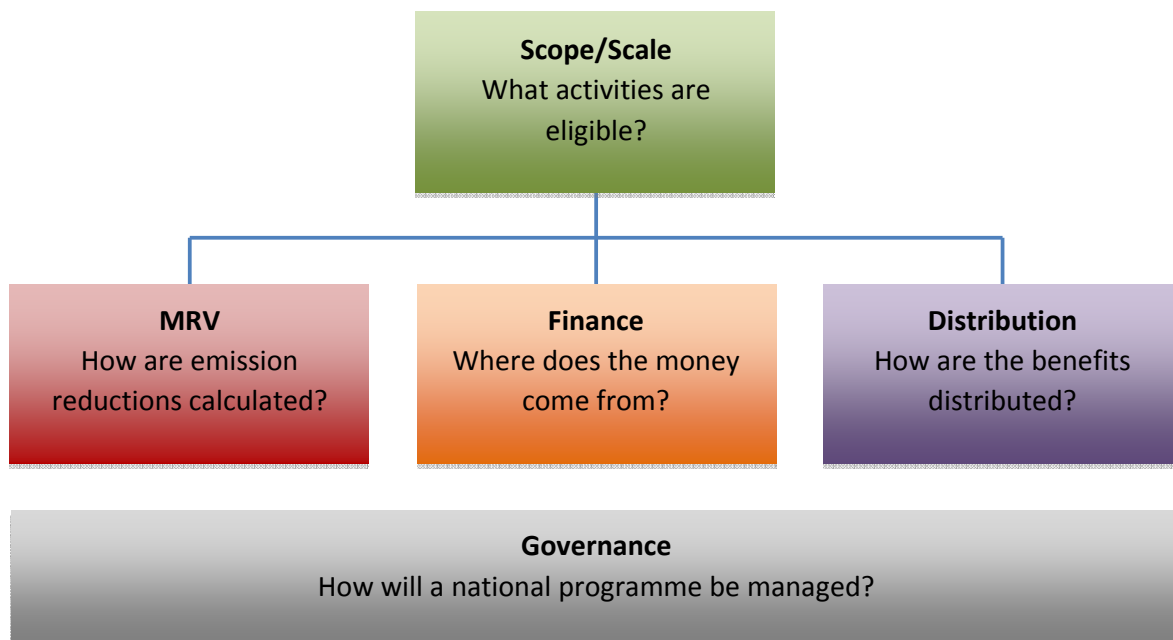 Scope/Scale
What activities are
eligible?
MRV
How are emission
reductions calculated?
Finance
Where does the money
come from?
Distribution
How are the benefits
distributed?
Governance
How will a national programme be managed?